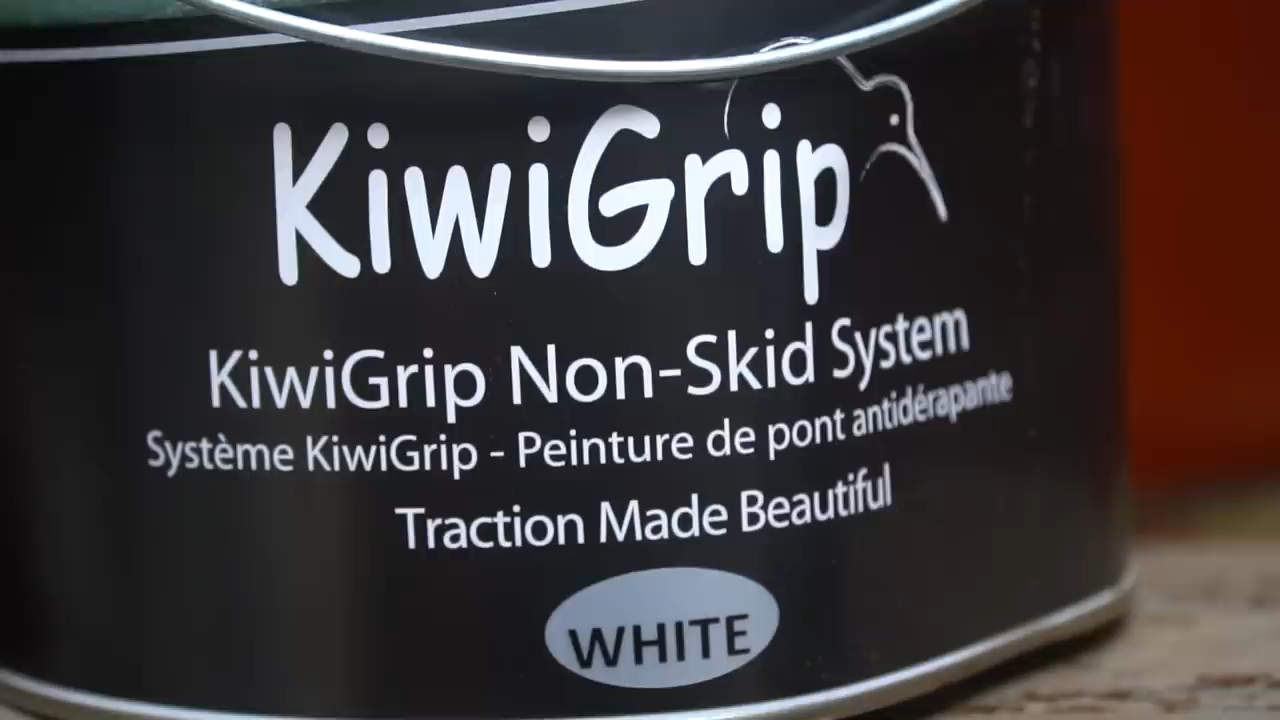 KiwiGrip
KiwiGrip Non-Skid System
Système KiwiGrip - Peinture de pont antidérapante
Traction Made Beautiful
WHITE